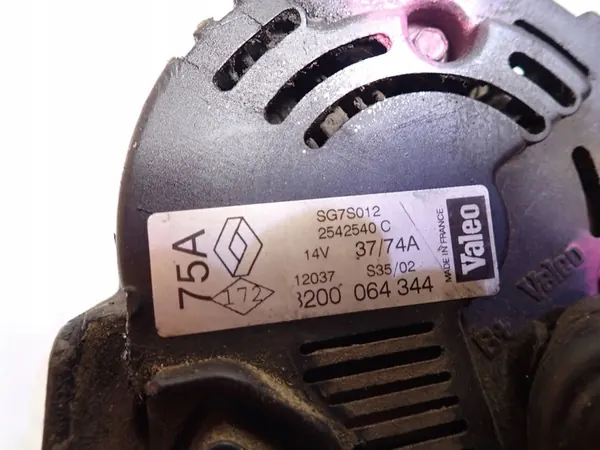 75A
172
SG7S012
2542540 C
14V 37/74A
12037 S35/02
8200 064 344
MADE IN FRANCE
Valeo
B+ Valeo